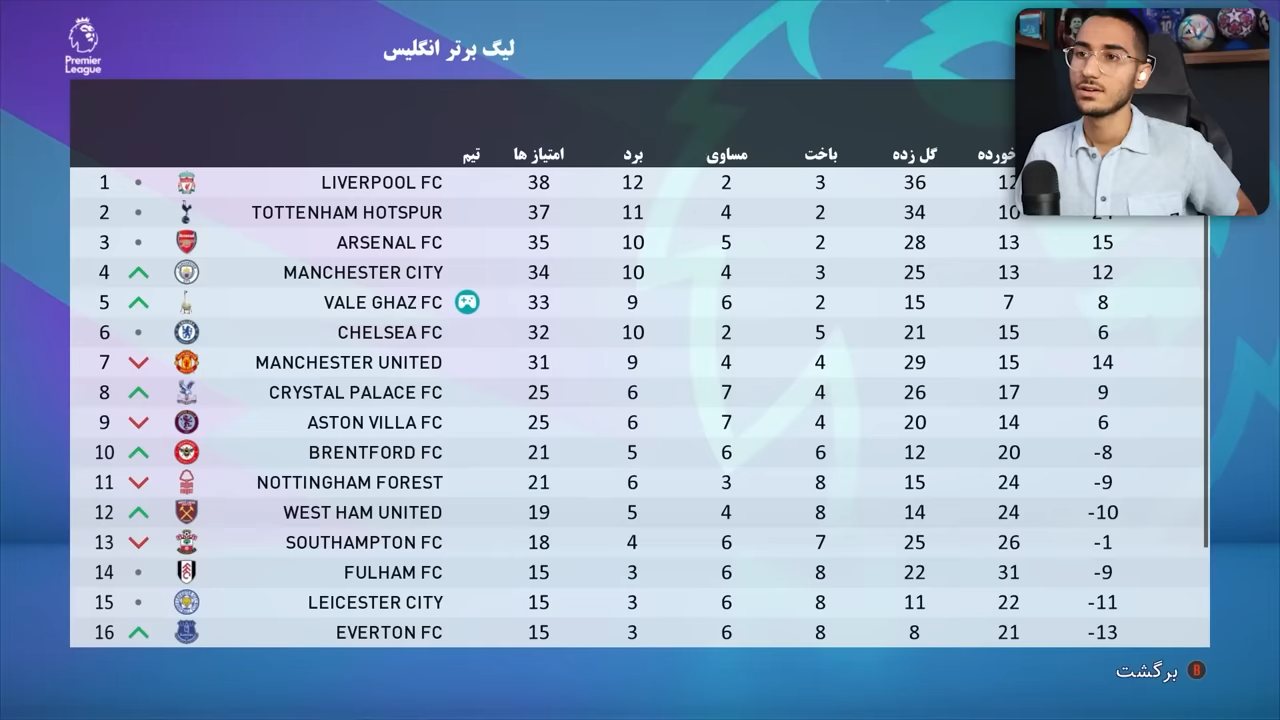 Premier
League
لیگ برتر انگلیس
تیم امتیاز ها برد مساوی باخت گل زده خورده
1 LIVERPOOL FC 38 12 2 3 36 12
2 TOTTENHAM HOTSPUR 37 11 4 2 34 10
3 ARSENAL FC 35 10 5 2 28 13 15
4 MANCHESTER CITY 34 10 4 3 25 13 12
5 VALE GHAZ FC 33 9 6 2 15 7 8
6 CHELSEA FC 32 10 2 5 21 15 6
7 MANCHESTER UNITED 31 9 4 4 29 15 14
8 CRYSTAL PALACE FC 25 6 7 4 26 17 9
9 ASTON VILLA FC 25 6 7 4 20 14 6
10 BRENTFORD FC 21 5 6 6 12 20 -8
11 NOTTINGHAM FOREST 21 6 3 8 15 24 -9
12 WEST HAM UNITED 19 5 4 8 14 24 -10
13 SOUTHAMPTON FC 18 4 6 7 25 26 -1
14 FULHAM FC 15 3 6 8 22 31 -9
15 LEICESTER CITY 15 3 6 8 11 22 -11
16 EVERTON FC 15 3 6 8 8 21 -13
برگشت B